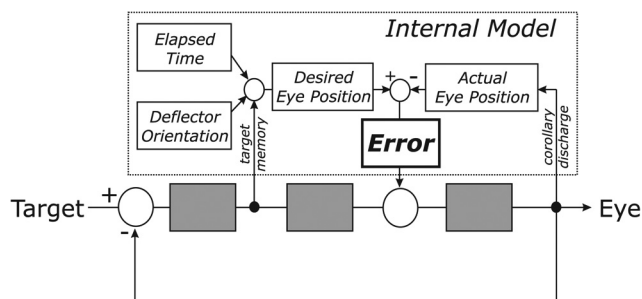 Internal Model
Elapsed
Time
Deflector
Orientation
Desired
Eye Position
+
-
Actual
Eye Position
Error
target
memory
corollary
discharge
Target
+
-
Eye